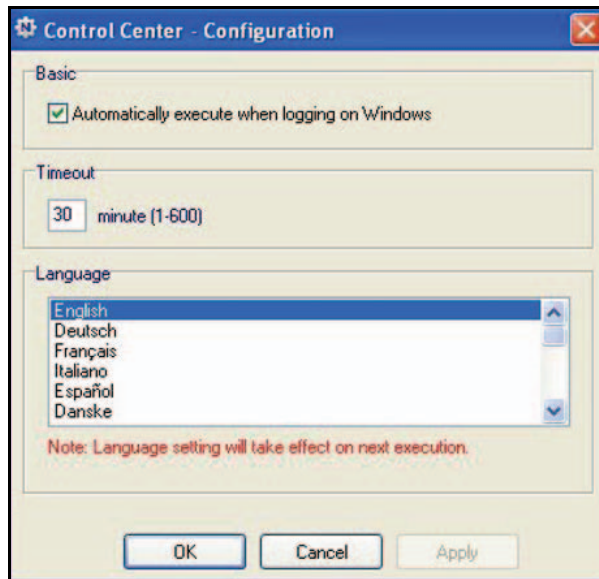 Control Center - Configuration
Basic
Automatically execute when logging on Windows
Timeout
30 minute (1-600)
Language
English
Deutsch
Français
Italiano
Español
Danske
Note: Language setting will take effect on next execution.
OK Cancel Apply